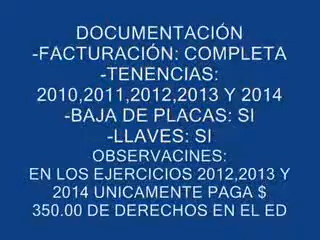 DOCUMENTACIÓN
-FACTURACIÓN: COMPLETA
-TENENCIAS:
2010,2011,2012,2013 Y 2014
-BAJA DE PLACAS: SI
-LLAVES: SI
OBSERVACINES:
EN LOS EJERCICIOS 2012,2013 Y
2014 UNICAMENTE PAGA $
350.00 DE DERECHOS EN EL ED